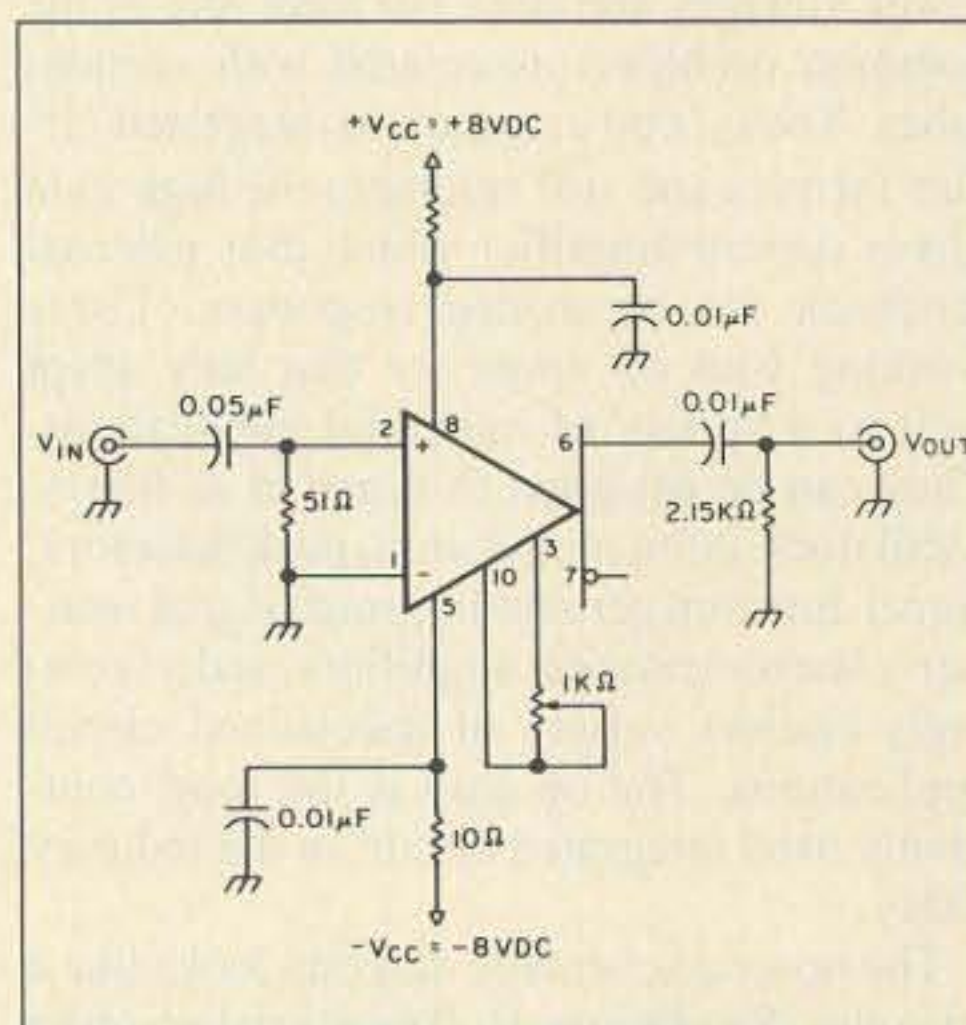 +VCC = +8VDC
0.01µF
0.05µF
0.01µF
VIN
2
+
8
6
VOUT
51Ω
2.15KΩ
1
-
5
10
3
7
1KΩ
0.01µF
10Ω
-VCC = -8VDC